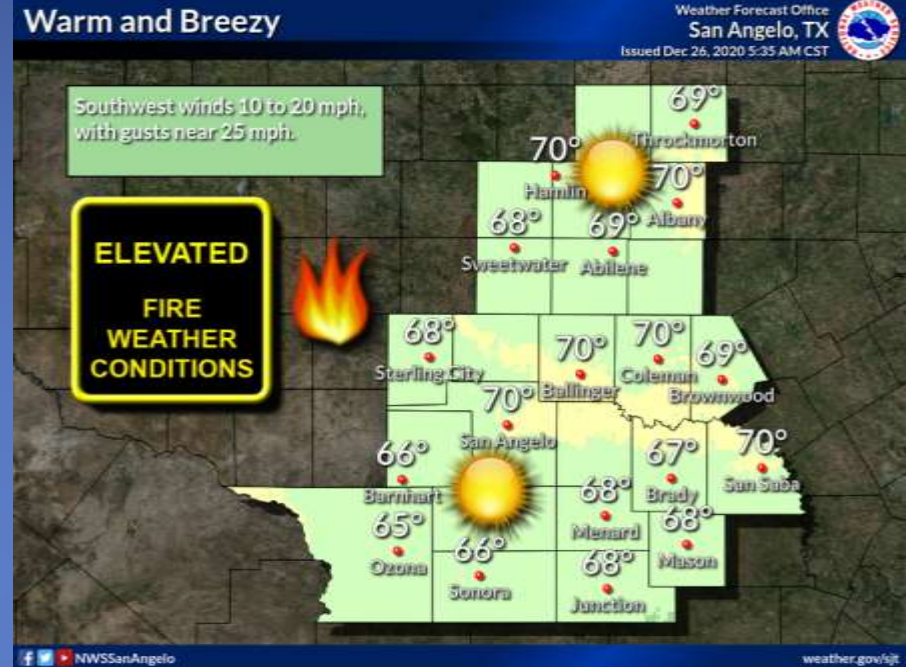 Warm and Breezy
Weather Forecast Office
San Angelo, TX
Issued Dec 26, 2020 5:35 AM CST
Southwest winds 10 to 20 mph,
with gusts near 25 mph.
ELEVATED
FIRE
WEATHER
CONDITIONS
69°
Throckmorton
70°
Hamlin
70°
Albany
68°
Sweetwater
69°
Abilene
68°
Sterling City
70°
Ballinger
70°
Coleman
69°
Brownwood
70°
San Angelo
66°
Barnhart
67°
Brady
70°
San Saba
65°
Ozona
66°
Sonora
68°
Menard
68°
Mason
68°
Junction
NWSSanAngelo
weather.gov/sjt